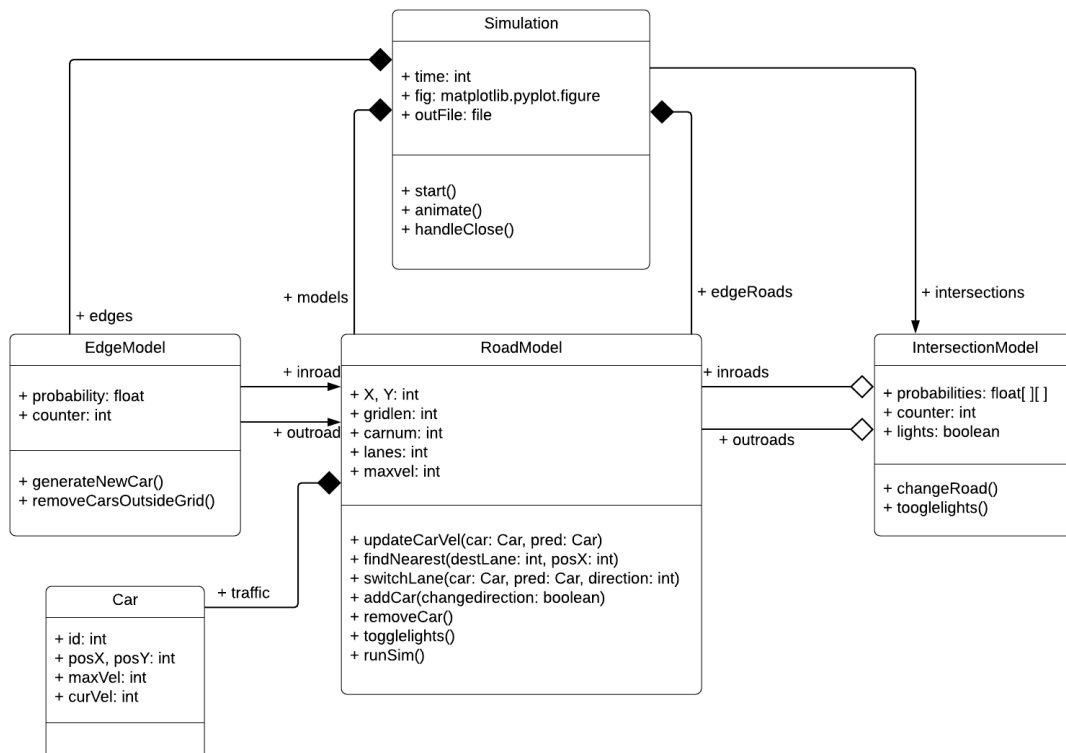 Simulation
+ time: int
+ fig: matplotlib.pyplot.figure
+ outFile: file
+ start()
+ animate()
+ handleClose()
+ edges
+ models
+ edgeRoads
+ intersections
EdgeModel
+ probability: float
+ counter: int
+ generateNewCar()
+ removeCarsOutsideGrid()
+ inroad
+ outroad
RoadModel
+ X, Y: int
+ gridlen: int
+ carnum: int
+ lanes: int
+ maxvel: int
+ updateCarVel(car: Car, pred: Car)
+ findNearest(destLane: int, posX: int)
+ switchLane(car: Car, pred: Car, direction: int)
+ addCar(changedirection: boolean)
+ removeCar()
+ togglelights()
+ runSim()
+ inroads
+ outroads
IntersectionModel
+ probabilities: float[ ][ ]
+ counter: int
+ lights: boolean
+ changeRoad()
+ tooglelights()
Car
+ id: int
+ posX, posY: int
+ maxVel: int
+ curVel: int
+ traffic